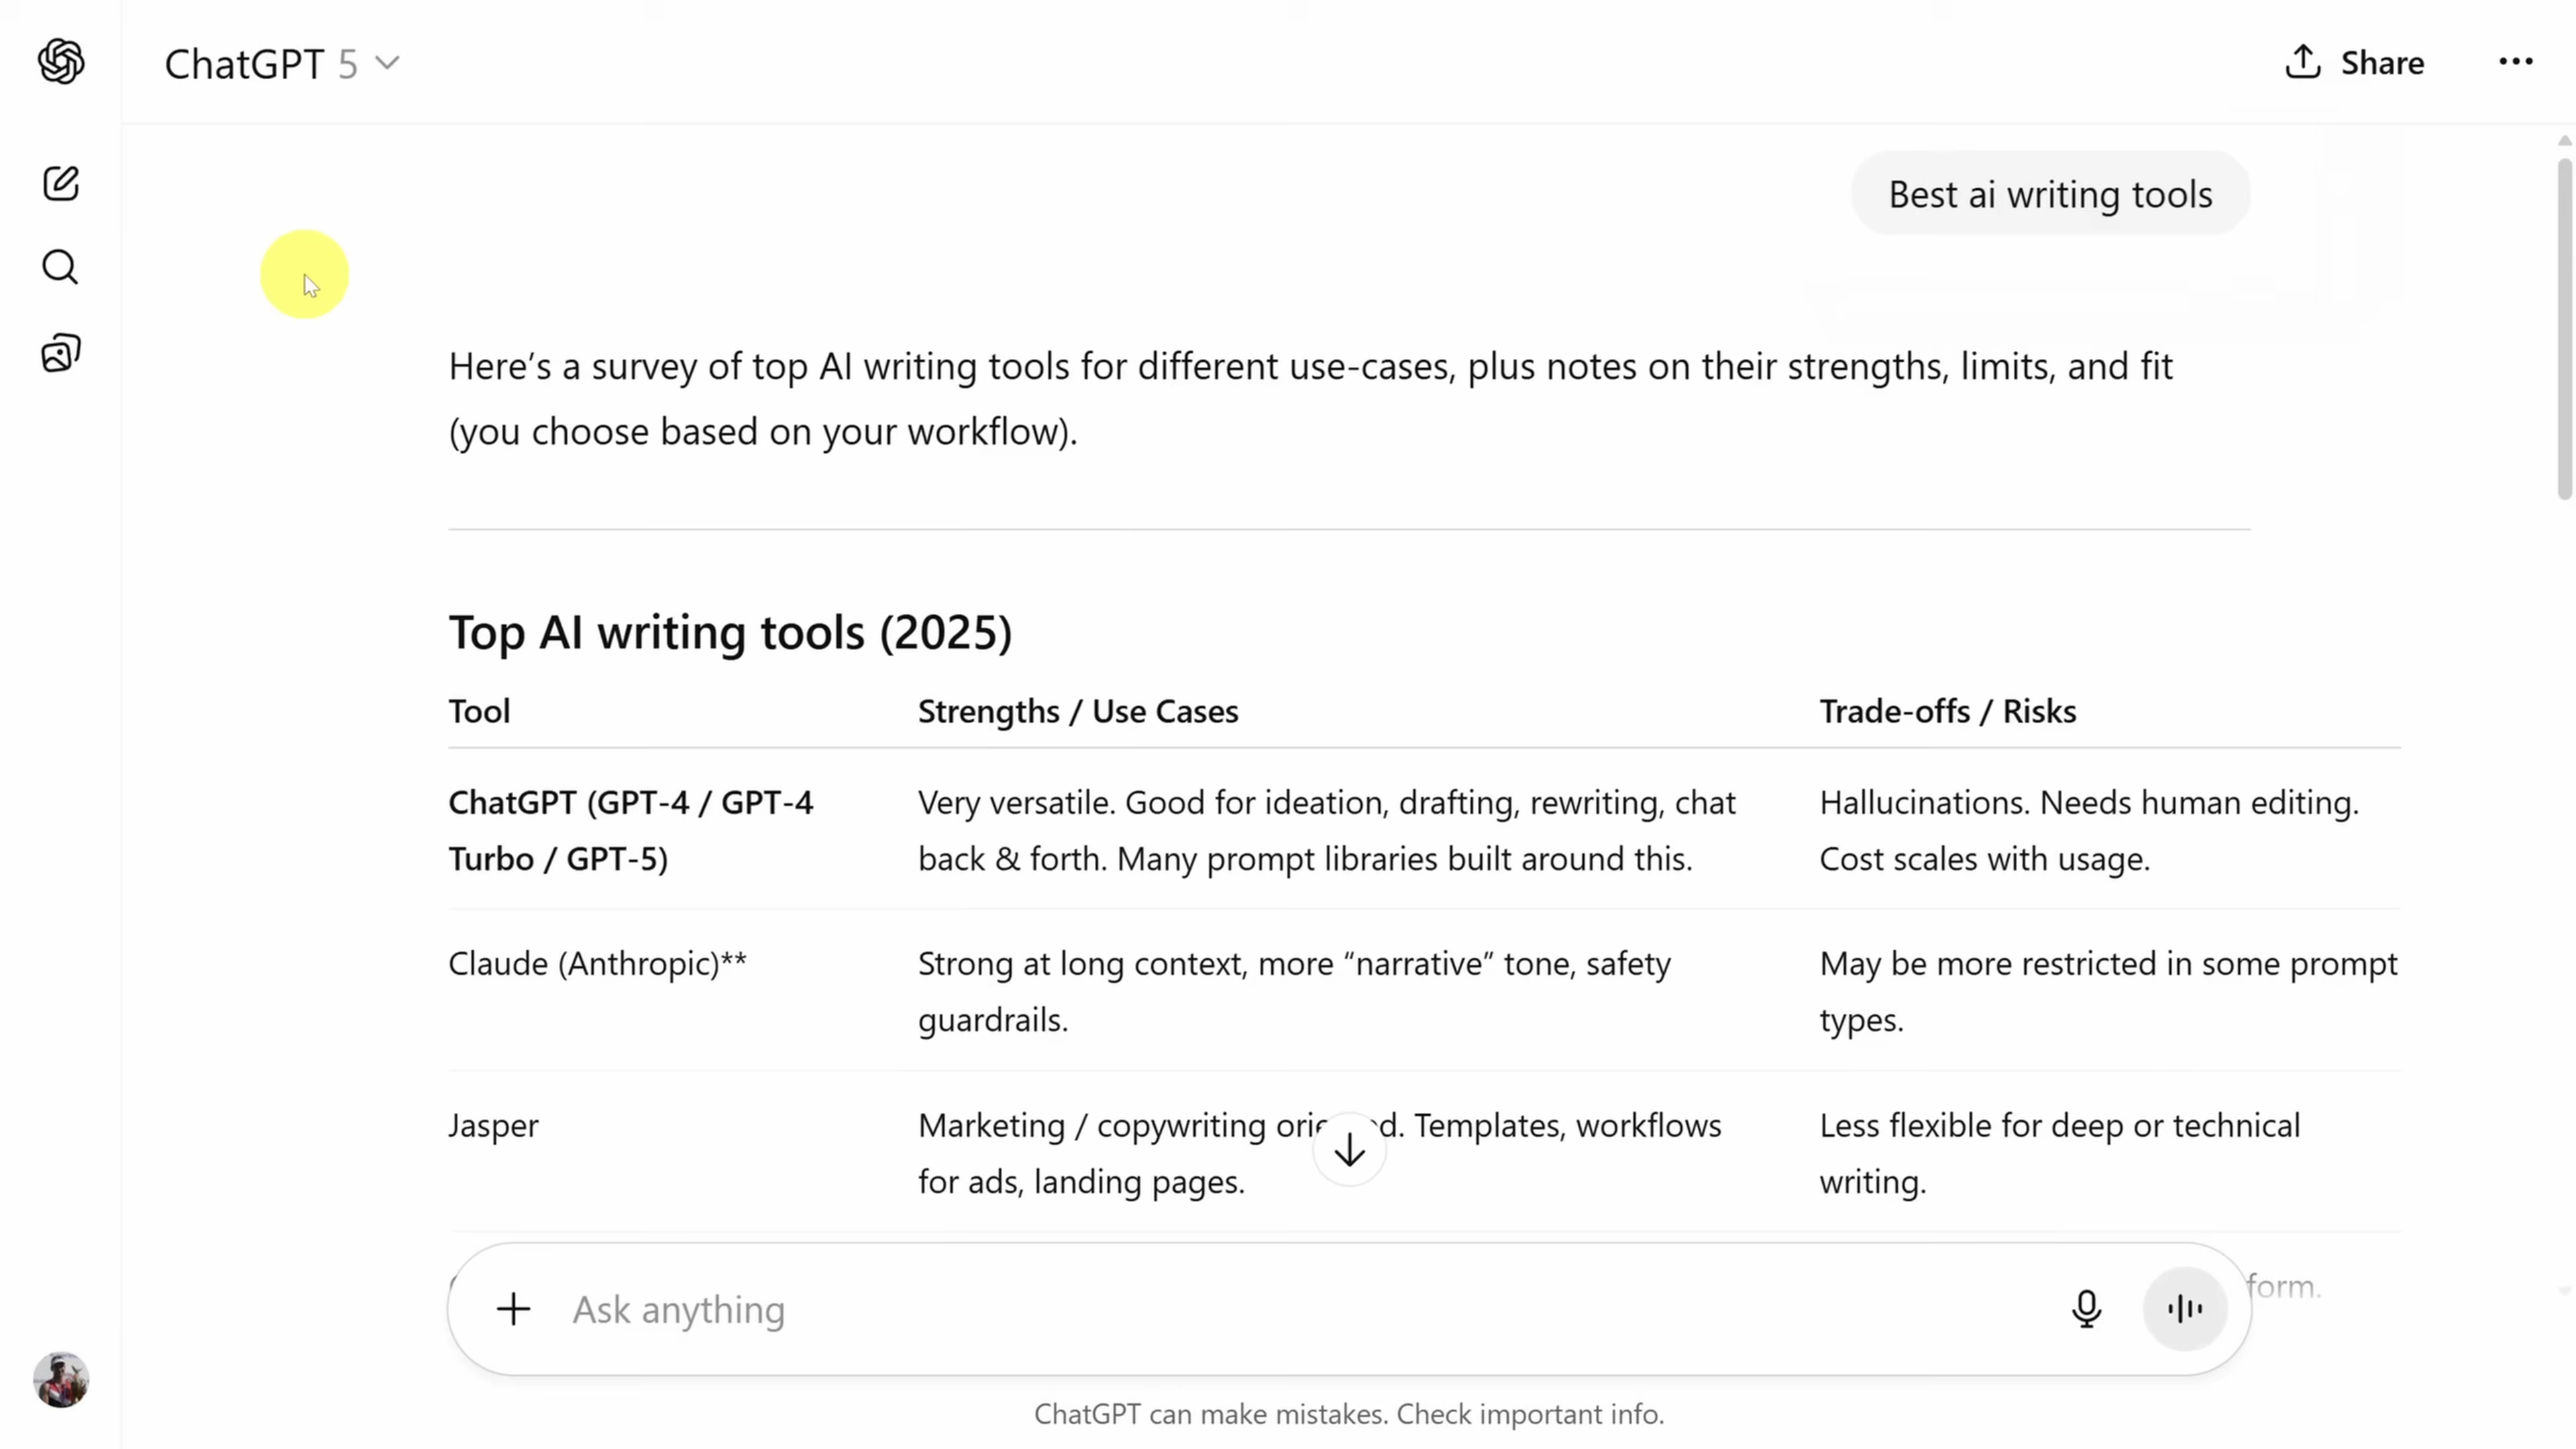 ChatGPT 5
Share
Best ai writing tools
Here’s a survey of top AI writing tools for different use-cases, plus notes on their strengths, limits, and fit
(you choose based on your workflow).
Top AI writing tools (2025)
Tool Strengths / Use Cases Trade-offs / Risks
ChatGPT (GPT-4 / GPT-4 Very versatile. Good for ideation, drafting, rewriting, chat Hallucinations. Needs human editing.
Turbo / GPT-5) back & forth. Many prompt libraries built around this. Cost scales with usage.
Claude (Anthropic)** Strong at long context, more “narrative” tone, safety May be more restricted in some prompt
guardrails. types.
Jasper Marketing / copywriting Templates, workflows Less flexible for deep or technical
for ads, landing pages. writing.
form.
Ask anything
ChatGPT can make mistakes. Check important info.